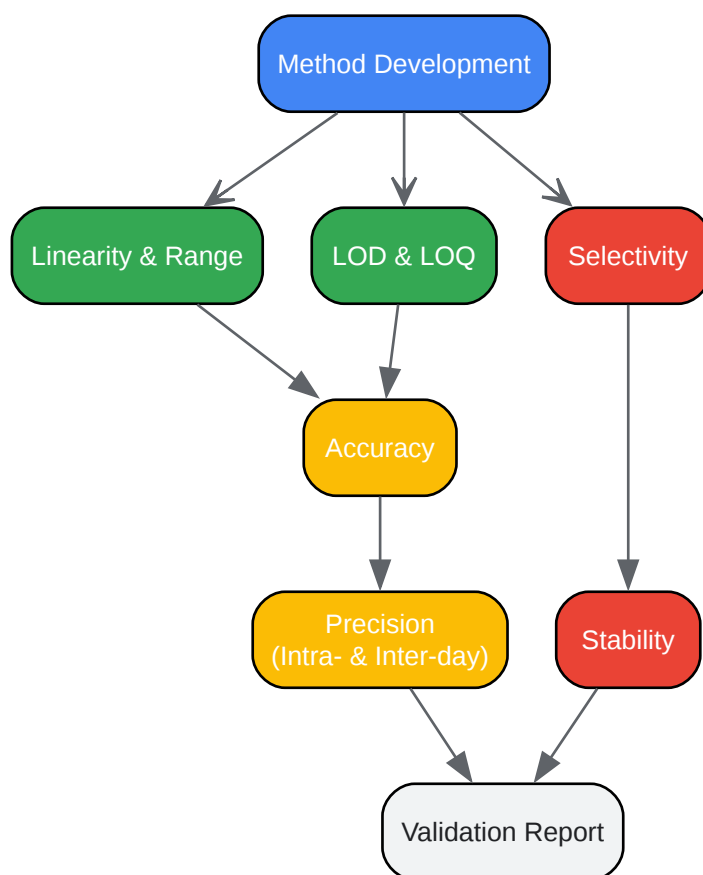 Method Development
Linearity & Range
LOD & LOQ
Selectivity
Accuracy
Precision
(Intra- & Inter-day)
Stability
Validation Report